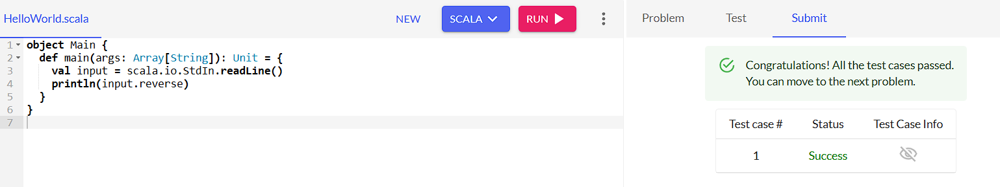 HelloWorld.scala
NEW
SCALA
RUN
1 object Main {
2   def main(args: Array[String]): Unit = {
3     val input = scala.io.StdIn.readLine()
4     println(input.reverse)
5   }
6 }
7
Problem Test Submit
Congratulations! All the test cases passed.
You can move to the next problem.
Test case # Status Test Case Info
1 Success